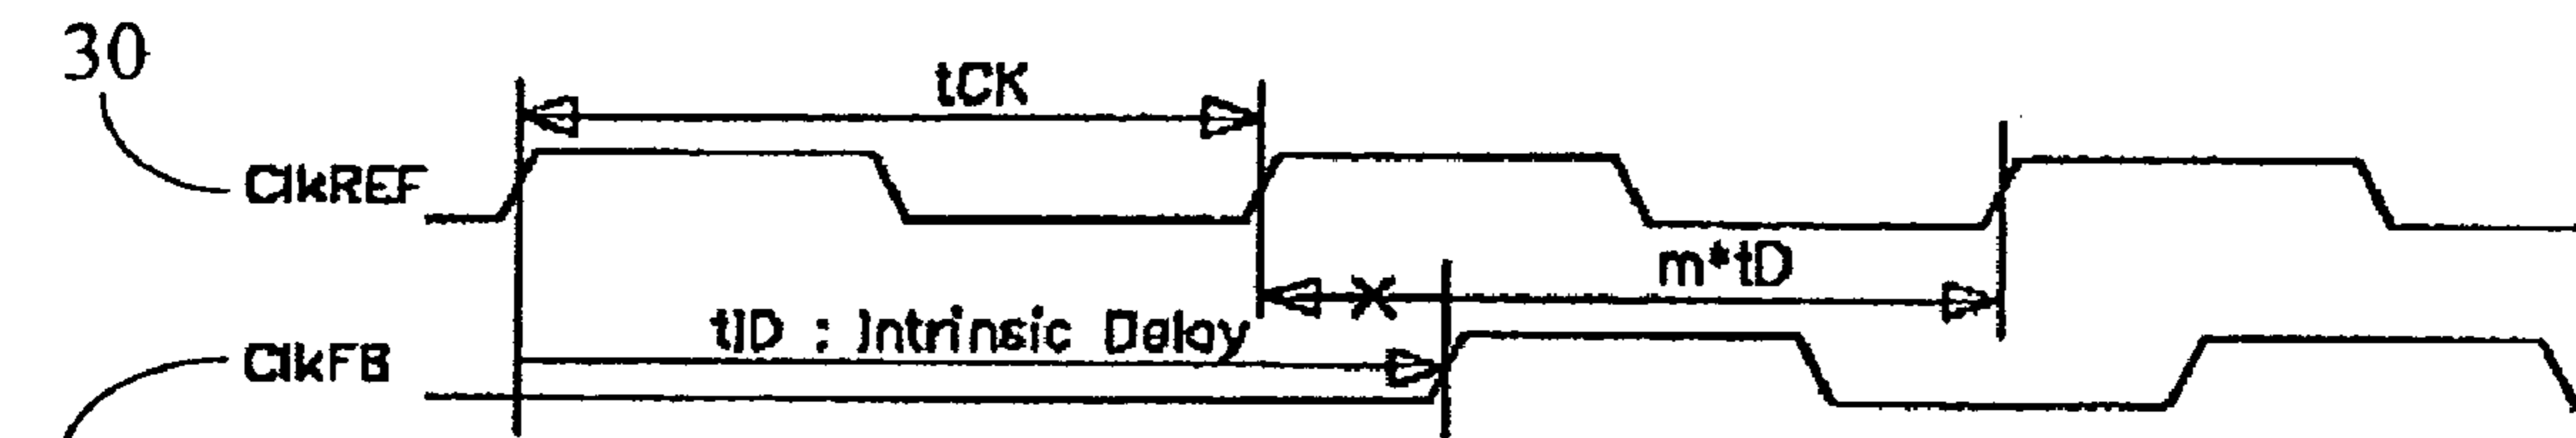 30
tCK
ClkREF
m*tD
tID : Intrinsic Delay
ClkFB